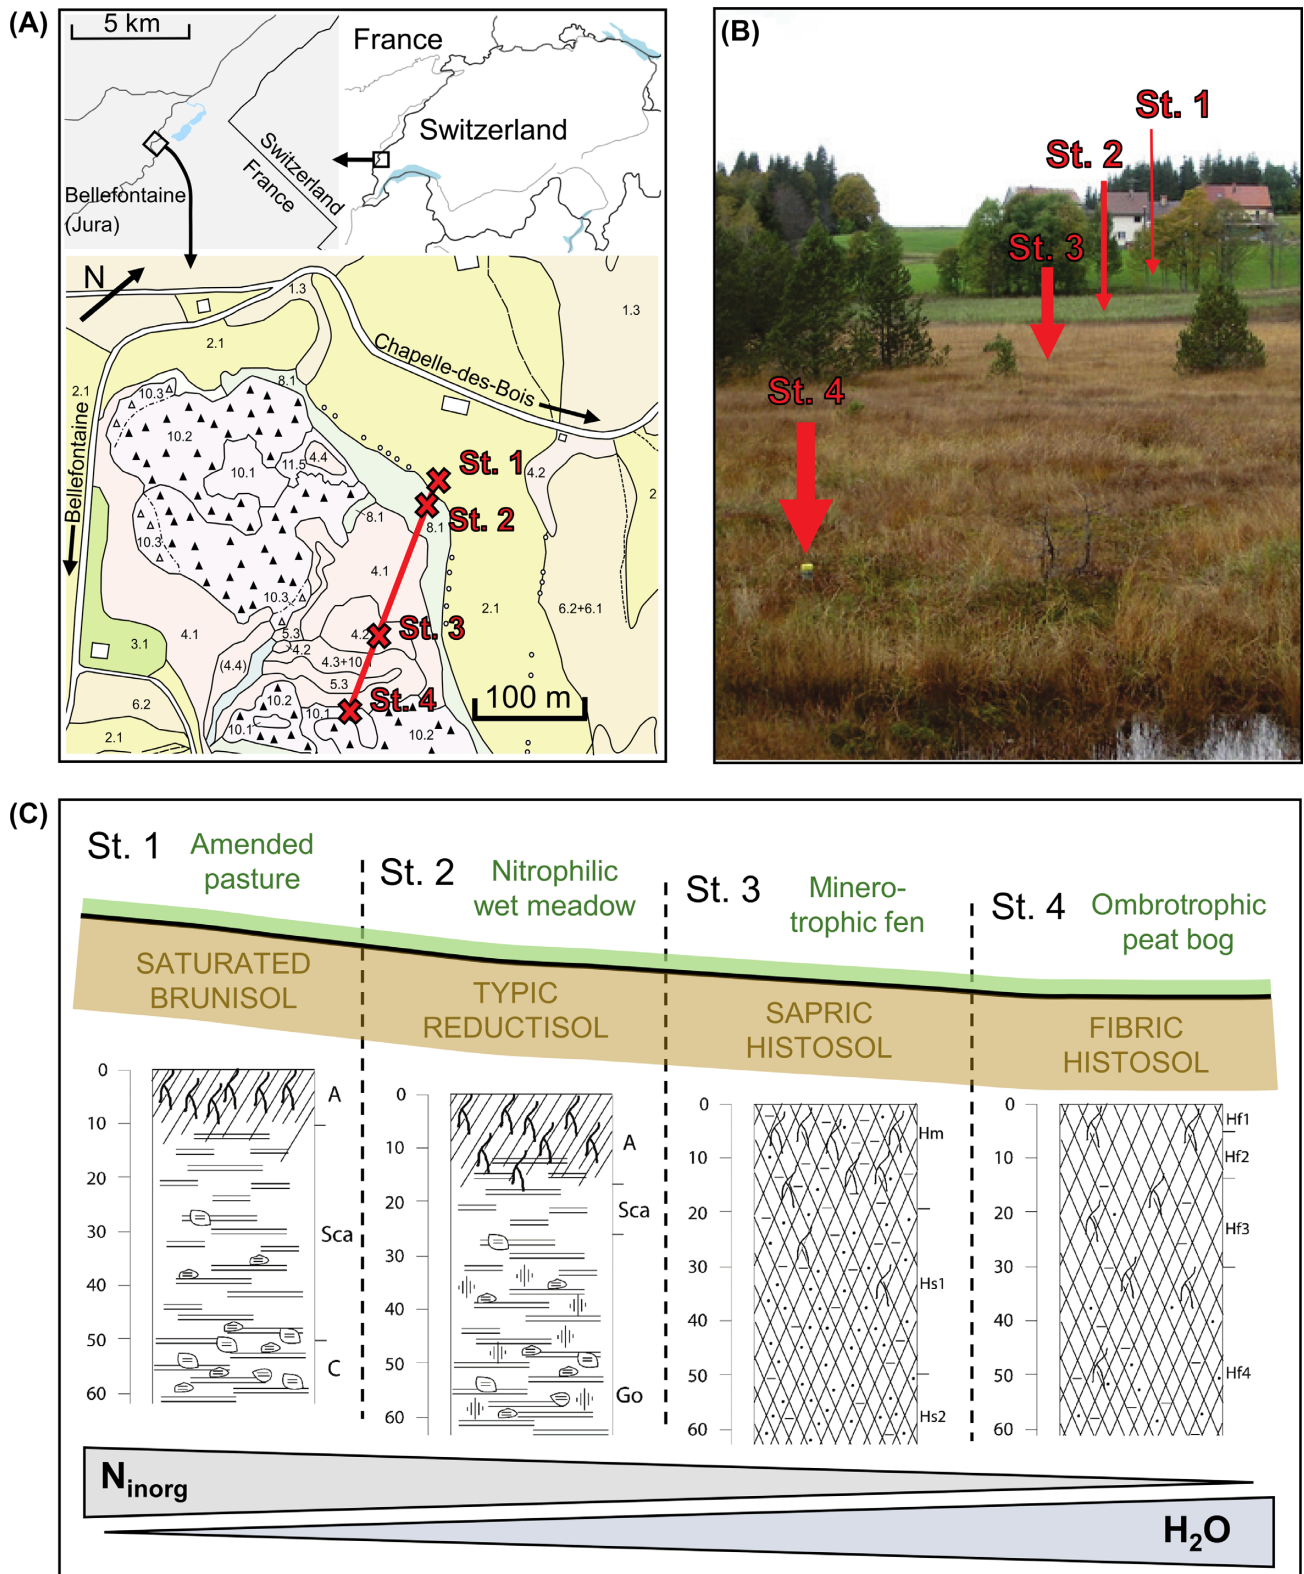 (A)
5 km
France
Switzerland
Switzerland
France
Bellefontaine
(Jura)
N
1.3
1.3
2.1
Chapelle-des-Bois
2.1
8.1
10.3
Bellefontaine
10.2
4.4
11.5
10.1
St. 1
4.2
2
St. 2
8.1
8.1
10.3
4.1
10.3
2.1
6.2+6.1
5.3
4.2
St. 3
3.1
4.1
4.2
(4.4)
4.3+10.1
5.3
6.2
10.2
10.1
St. 4
100 m
10.1
10.2
2.1
(B)
St. 1
St. 2
St. 3
St. 4
(C)
St. 1
Amended
pasture
St. 2
Nitrophilic
wet meadow
St. 3
Minero-
trophic fen
St. 4
Ombrotrophic
peat bog
SATURATED
BRUNISOL
TYPIC
REDUCTISOL
SAPRIC
HISTOSOL
FIBRIC
HISTOSOL
0
10
20
30
40
50
60
A
Sca
C
0
10
20
30
40
50
60
A
Sca
Go
0
10
20
30
40
50
60
Hm
Hs1
Hs2
0
10
20
30
40
50
60
Hf1
Hf2
Hf3
Hf4
Ninorg
H2O